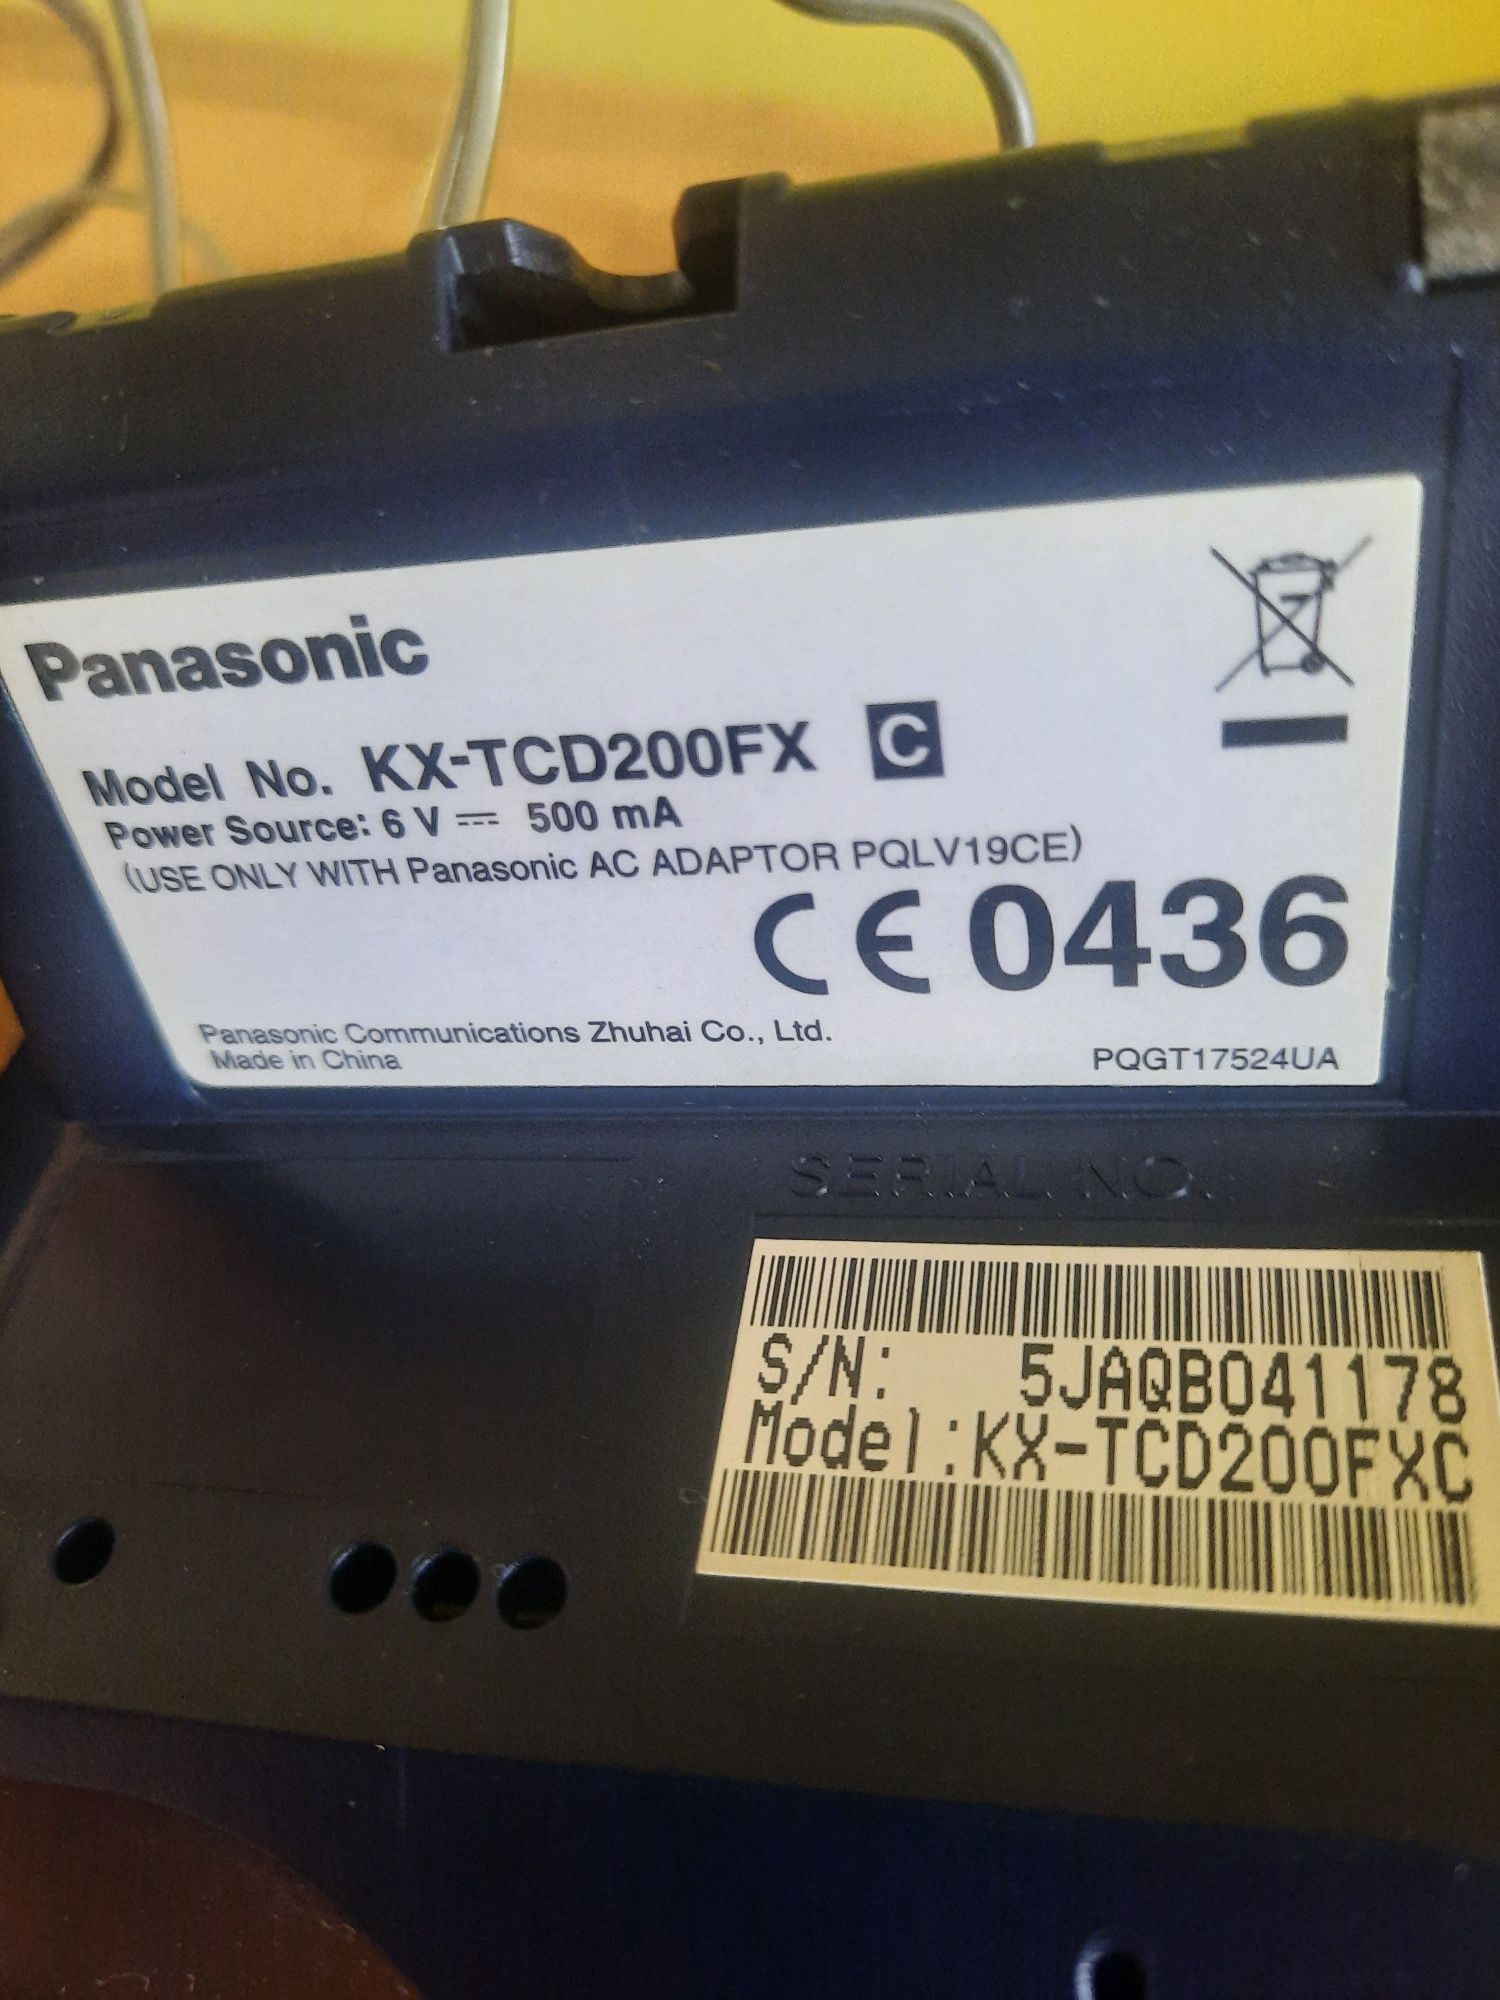 Panasonic
Model No. KX-TCD200FX C
Power Source: 6 V ⎓ 500 mA
(USE ONLY WITH Panasonic AC ADAPTOR PQLV19CE)
CE 0436
Panasonic Communications Zhuhai Co., Ltd.
Made in China PQGT17524UA
SERIAL NO.
S/N: 5JAQB041178
Model:KX-TCD200FXC